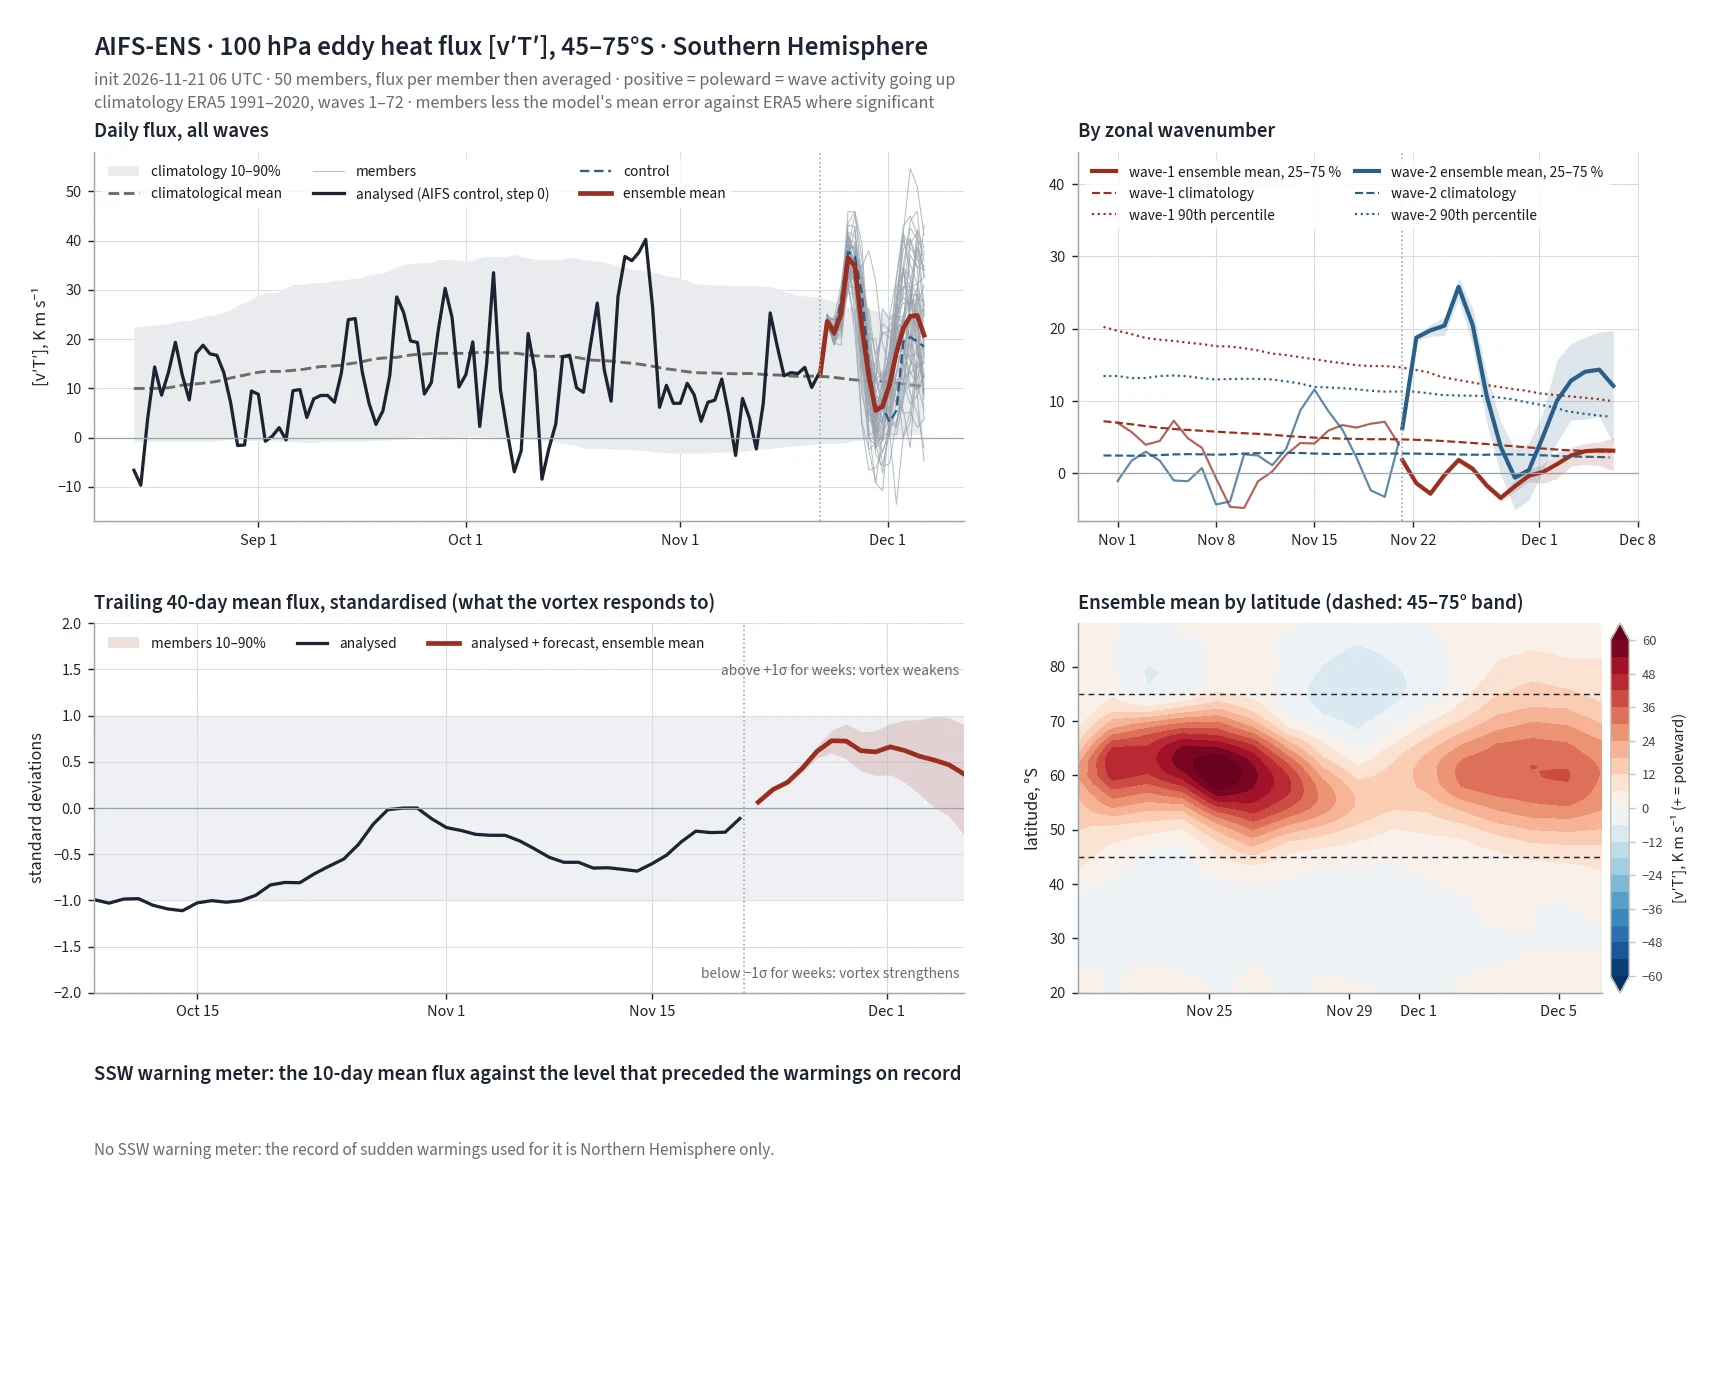 AIFS-ENS · 100 hPa eddy heat flux [v′T′], 45–75°S · Southern Hemisphere
init 2026-11-21 06 UTC · 50 members, flux per member then averaged · positive = poleward = wave activity going up
climatology ERA5 1991–2020, waves 1–72 · members less the model's mean error against ERA5 where significant
Daily flux, all waves
climatology 10–90%
members
control
climatological mean
analysed (AIFS control, step 0)
ensemble mean
50
40
30
20
10
0
−10
[v′T′], K m s⁻¹
Sep 1
Oct 1
Nov 1
Dec 1
By zonal wavenumber
wave-1 ensemble mean, 25–75 %
wave-2 ensemble mean, 25–75 %
wave-1 climatology
wave-2 climatology
wave-1 90th percentile
wave-2 90th percentile
40
30
20
10
0
Nov 1
Nov 8
Nov 15
Nov 22
Dec 1
Dec 8
Trailing 40-day mean flux, standardised (what the vortex responds to)
members 10–90%
analysed
analysed + forecast, ensemble mean
above +1σ for weeks: vortex weakens
below −1σ for weeks: vortex strengthens
2.0
1.5
1.0
0.5
0.0
−0.5
−1.0
−1.5
−2.0
standard deviations
Oct 15
Nov 1
Nov 15
Dec 1
Ensemble mean by latitude (dashed: 45–75° band)
80
70
60
50
40
30
20
latitude, °S
Nov 25
Nov 29
Dec 1
Dec 5
60
48
36
24
12
0
−12
−24
−36
−48
−60
[v′T′], K m s⁻¹ (+ = poleward)
SSW warning meter: the 10-day mean flux against the level that preceded the warmings on record
No SSW warning meter: the record of sudden warmings used for it is Northern Hemisphere only.